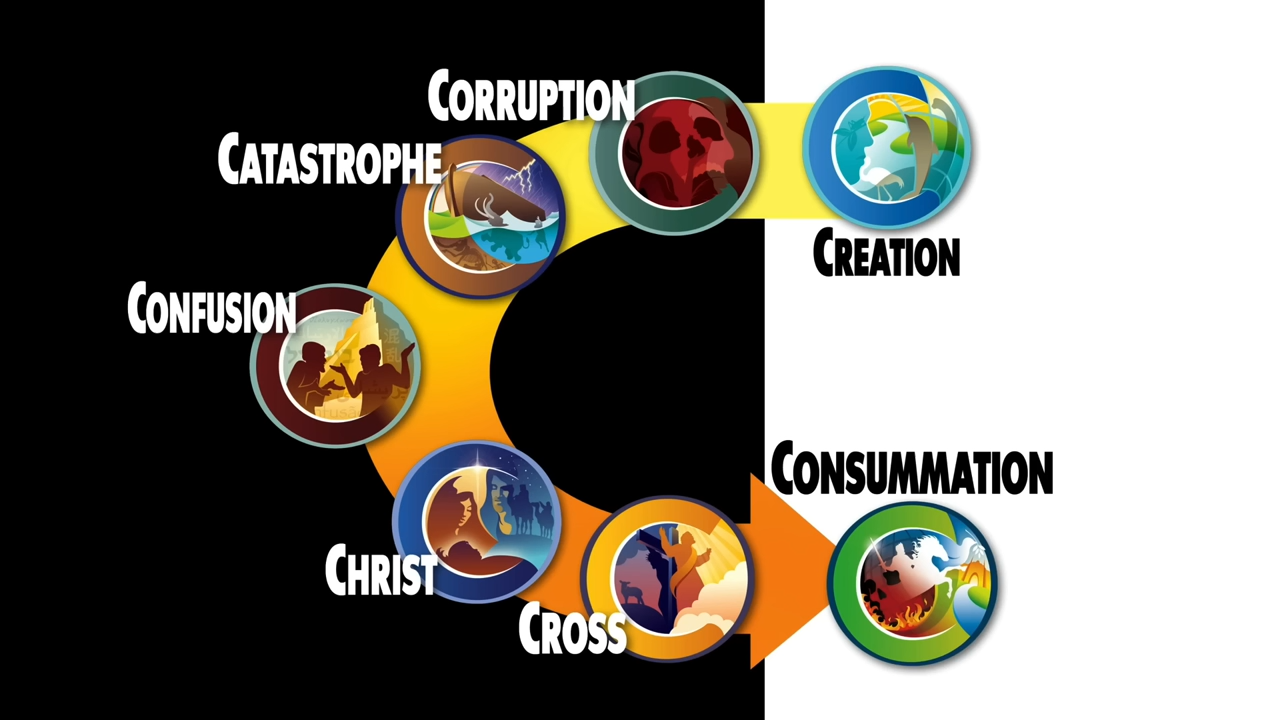 CREATION
CORRUPTION
CATASTROPHE
CONFUSION
CHRIST
CROSS
CONSUMMATION